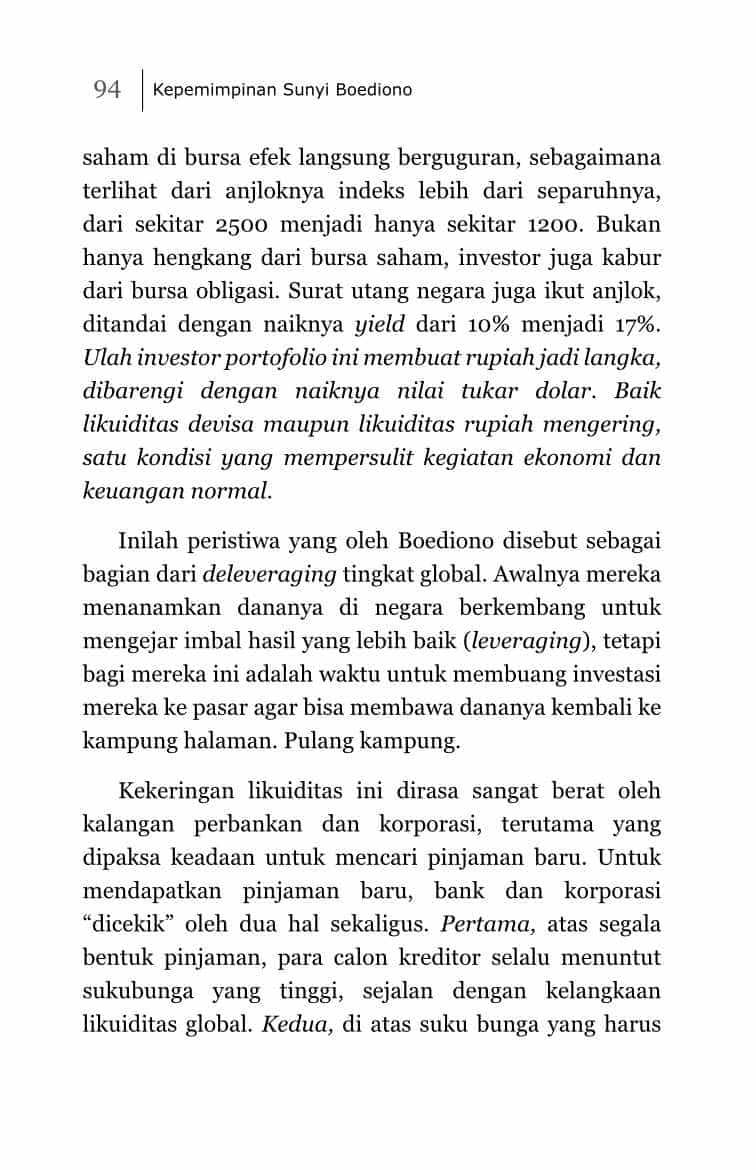 94
Kepemimpinan Sunyi Boediono
saham di bursa efek langsung berguguran, sebagaimana
terlihat dari anjloknya indeks lebih dari separuhnya,
dari sekitar 2500 menjadi hanya sekitar 1200. Bukan
hanya hengkang dari bursa saham, investor juga kabur
dari bursa obligasi. Surat utang negara juga ikut anjlok,
ditandai dengan naiknya yield dari 10% menjadi 17%.
Ulah investor portofolio ini membuat rupiah jadi langka,
dibarengi dengan naiknya nilai tukar dolar. Baik
likuiditas devisa maupun likuiditas rupiah mengering,
satu kondisi yang mempersulit kegiatan ekonomi dan
keuangan normal.
Inilah peristiwa yang oleh Boediono disebut sebagai
bagian dari deleveraging tingkat global. Awalnya mereka
menanamkan dananya di negara berkembang untuk
mengejar imbal hasil yang lebih baik (leveraging), tetapi
bagi mereka ini adalah waktu untuk membuang investasi
mereka ke pasar agar bisa membawa dananya kembali ke
kampung halaman. Pulang kampung.
Kekeringan likuiditas ini dirasa sangat berat oleh
kalangan perbankan dan korporasi, terutama yang
dipaksa keadaan untuk mencari pinjaman baru. Untuk
mendapatkan pinjaman baru, bank dan korporasi
“dicekik” oleh dua hal sekaligus. Pertama, atas segala
bentuk pinjaman, para calon kreditor selalu menuntut
sukubunga yang tinggi, sejalan dengan kelangkaan
likuiditas global. Kedua, di atas suku bunga yang harus